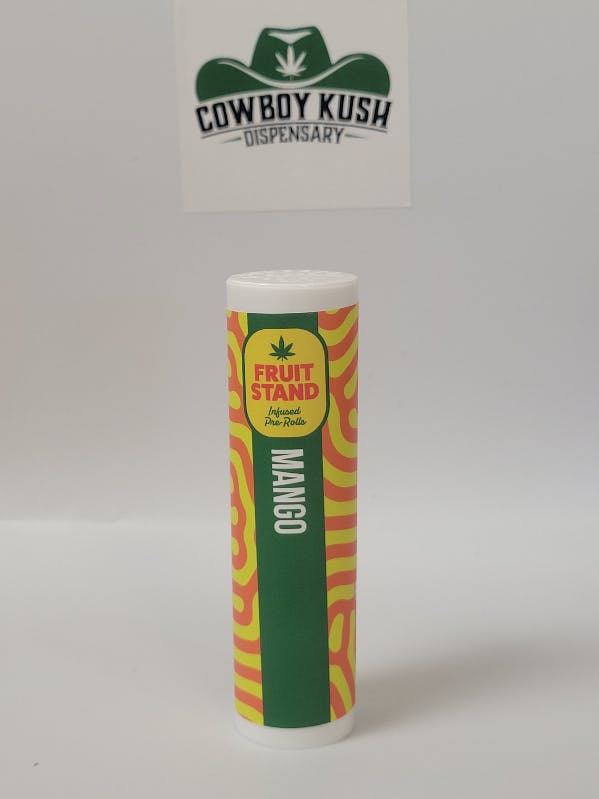 COWBOY KUSH
DISPENSARY
FRUIT
STAND
Infused
Pre-Rolls
MANGO